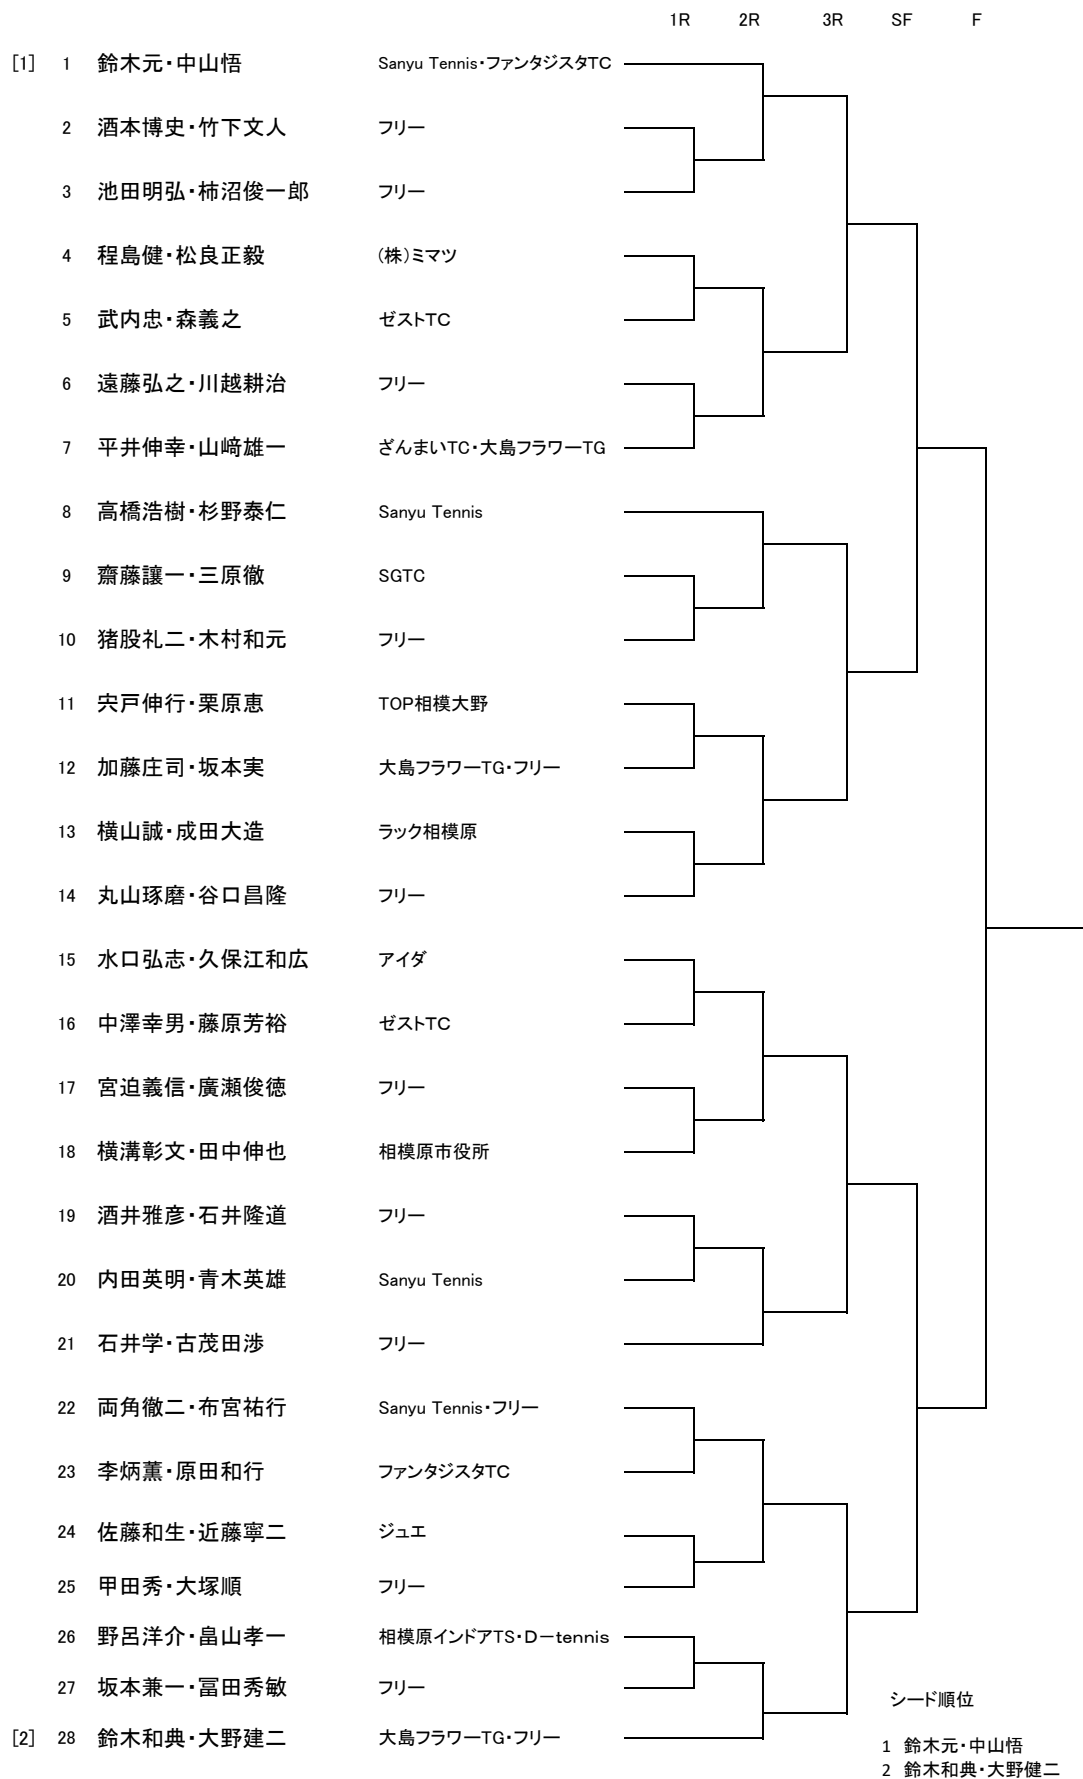 1R 2R 3R SF F
[1] 1 鈴木元・中山悟 Sanyu Tennis・ファンタジスタTC
2 酒本博史・竹下文人 フリー
3 池田明弘・柿沼俊一郎 フリー
4 程島健・松良正毅 (株)ミマツ
5 武内忠・森義之 ゼストTC
6 遠藤弘之・川越耕治 フリー
7 平井伸幸・山﨑雄一 ざんまいTC・大島フラワーTG
8 高橋浩樹・杉野泰仁 Sanyu Tennis
9 齋藤讓一・三原徹 SGTC
10 猪股礼二・木村和元 フリー
11 宍戸伸行・栗原恵 TOP相模大野
12 加藤庄司・坂本実 大島フラワーTG・フリー
13 横山誠・成田大造 ラック相模原
14 丸山琢磨・谷口昌隆 フリー
15 水口弘志・久保江和広 アイダ
16 中澤幸男・藤原芳裕 ゼストTC
17 宮迫義信・廣瀬俊徳 フリー
18 横溝彰文・田中伸也 相模原市役所
19 酒井雅彦・石井隆道 フリー
20 内田英明・青木英雄 Sanyu Tennis
21 石井学・古茂田渉 フリー
22 両角徹二・布宮祐行 Sanyu Tennis・フリー
23 李炳薫・原田和行 ファンタジスタTC
24 佐藤和生・近藤寧二 ジュエ
25 甲田秀・大塚順 フリー
26 野呂洋介・畠山孝一 相模原インドアTS・D－tennis
27 坂本兼一・冨田秀敏 フリー
[2] 28 鈴木和典・大野建二 大島フラワーTG・フリー
シード順位
1 鈴木元・中山悟
2 鈴木和典・大野健二